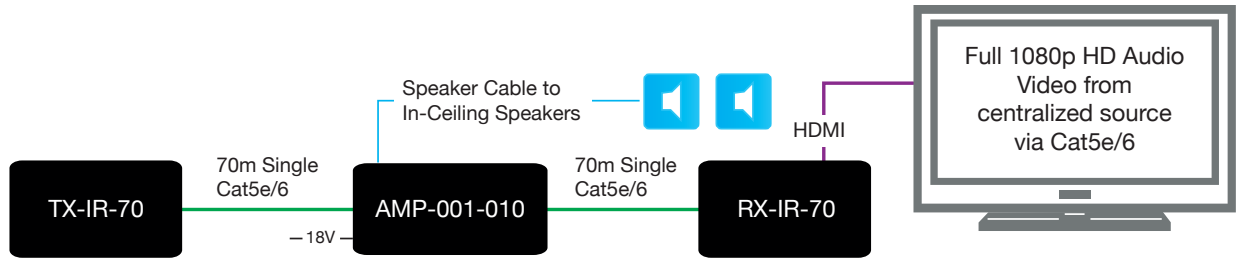 Speaker Cable to
In-Ceiling Speakers
HDMI
Full 1080p HD Audio
Video from
centralized source
via Cat5e/6
70m Single
Cat5e/6
70m Single
Cat5e/6
TX-IR-70
AMP-001-010
RX-IR-70
18V